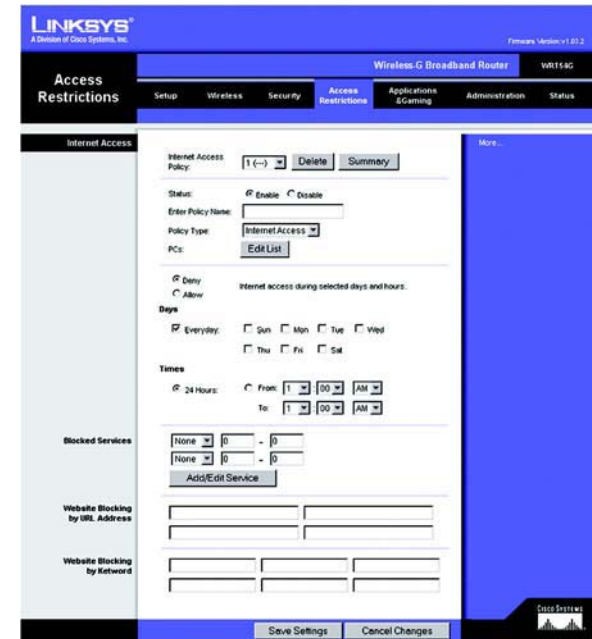 LINKSYS®
A Division of Cisco Systems, Inc.
Firmware Version: v1.03.2
Wireless-G Broadband Router WRT54G
Access Restrictions
Setup Wireless Security Access Restrictions Applications &Gaming Administration Status
Internet Access
More...
Internet Access Policy: 1 (---) Delete Summary
Status: Enable Disable
Enter Policy Name:
Policy Type: Internet Access
PCs: Edit List
Deny
Allow
Internet access during selected days and hours.
Days
Everyday: Sun Mon Tue Wed
Thu Fri Sat
Times
24 Hours: From: 1 : 00 AM
To: 1 : 00 AM
Blocked Services
None 0 - 0
None 0 - 0
Add/Edit Service
Website Blocking by URL Address
Website Blocking by Ketword
Save Settings Cancel Changes
CISCO SYSTEMS